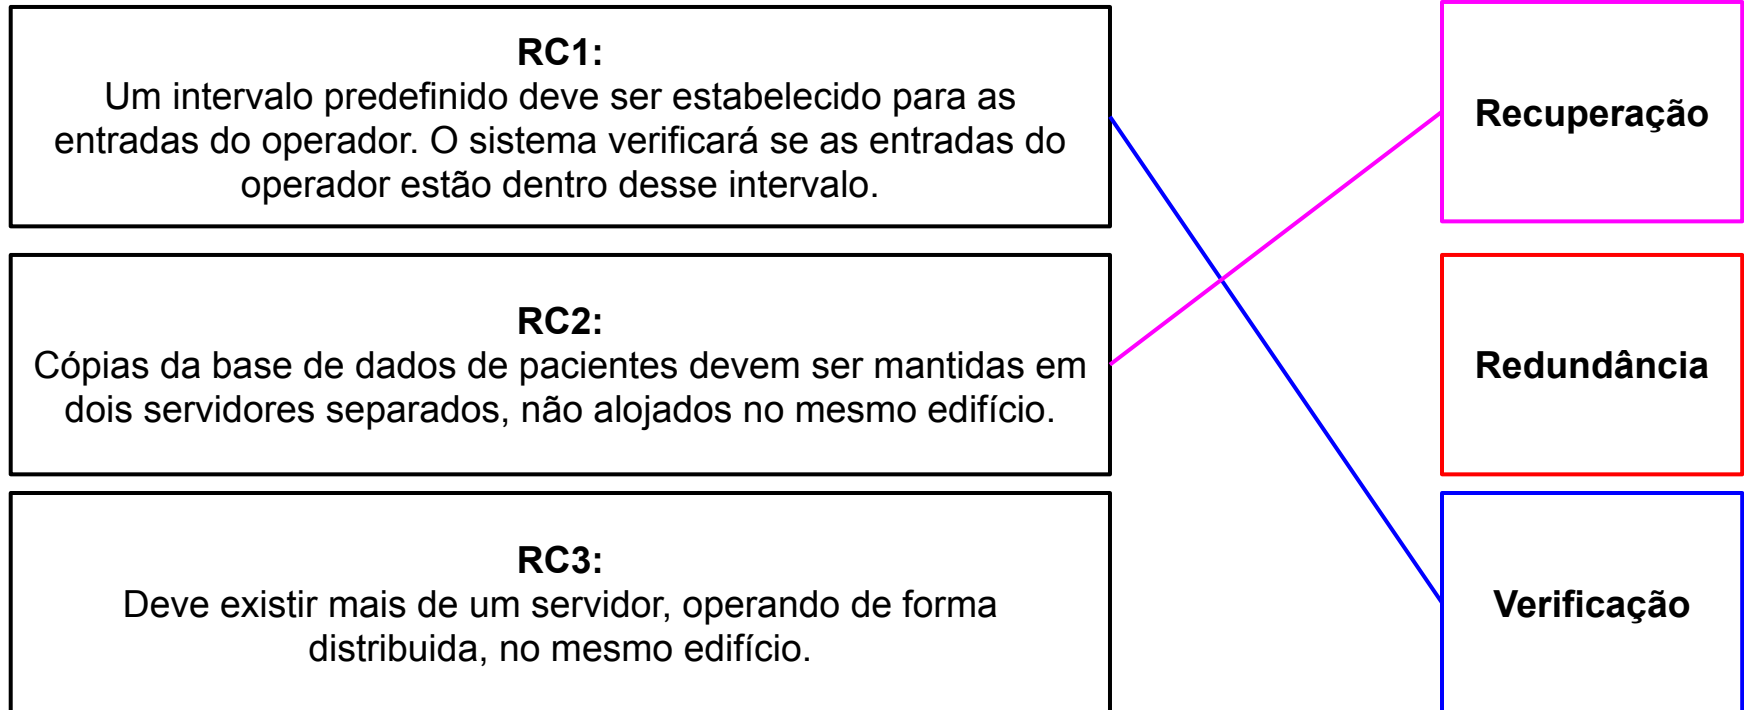 RC1:
Um intervalo predefinido deve ser estabelecido para as
entradas do operador. O sistema verificará se as entradas do
operador estão dentro desse intervalo.
Recuperação
RC2:
Cópias da base de dados de pacientes devem ser mantidas em
dois servidores separados, não alojados no mesmo edifício.
Redundância
RC3:
Deve existir mais de um servidor, operando de forma
distribuida, no mesmo edifício.
Verificação